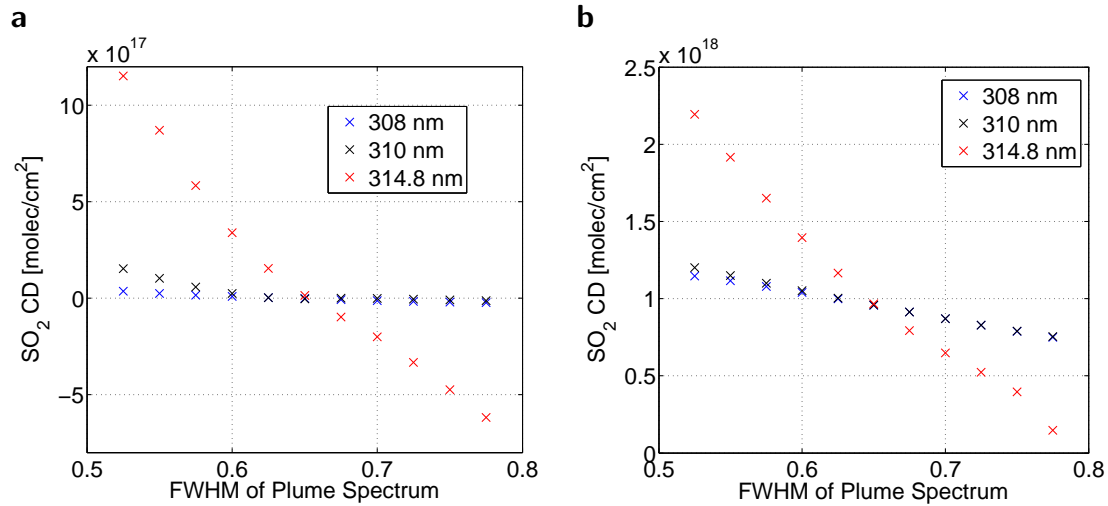 a
x 10^17
10
5
0
−5
SO2 CD [molec/cm²]
308 nm
310 nm
314.8 nm
0.5 0.6 0.7 0.8
FWHM of Plume Spectrum
b
x 10^18
2.5
2
1.5
1
0.5
0
SO2 CD [molec/cm²]
308 nm
310 nm
314.8 nm
0.5 0.6 0.7 0.8
FWHM of Plume Spectrum